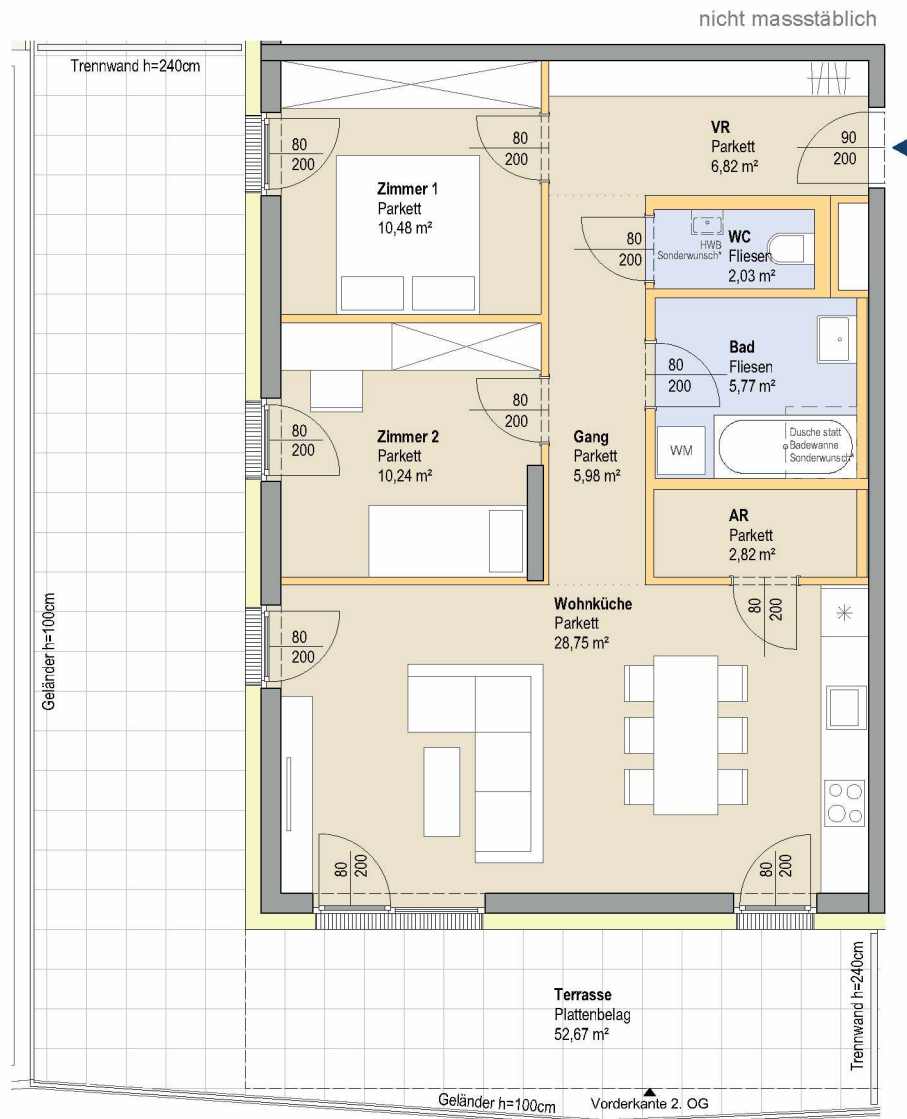 nicht massstäblich
Trennwand h=240cm
80
200
Zimmer 1
Parkett
10,48 m²
80
200
VR
Parkett
6,82 m²
90
200
80
200
HWB
Sonderwunsch*
WC
Fliesen
2,03 m²
80
200
Bad
Fliesen
5,77 m²
WM
Dusche statt
Badewanne
Sonderwunsch*
80
200
Zimmer 2
Parkett
10,24 m²
80
200
Gang
Parkett
5,98 m²
AR
Parkett
2,82 m²
80
200
Geländer h=100cm
80
200
Wohnküche
Parkett
28,75 m²
80
200
80
200
Terrasse
Plattenbelag
52,67 m²
Trennwand h=240cm
Geländer h=100cm
Vorderkante 2. OG